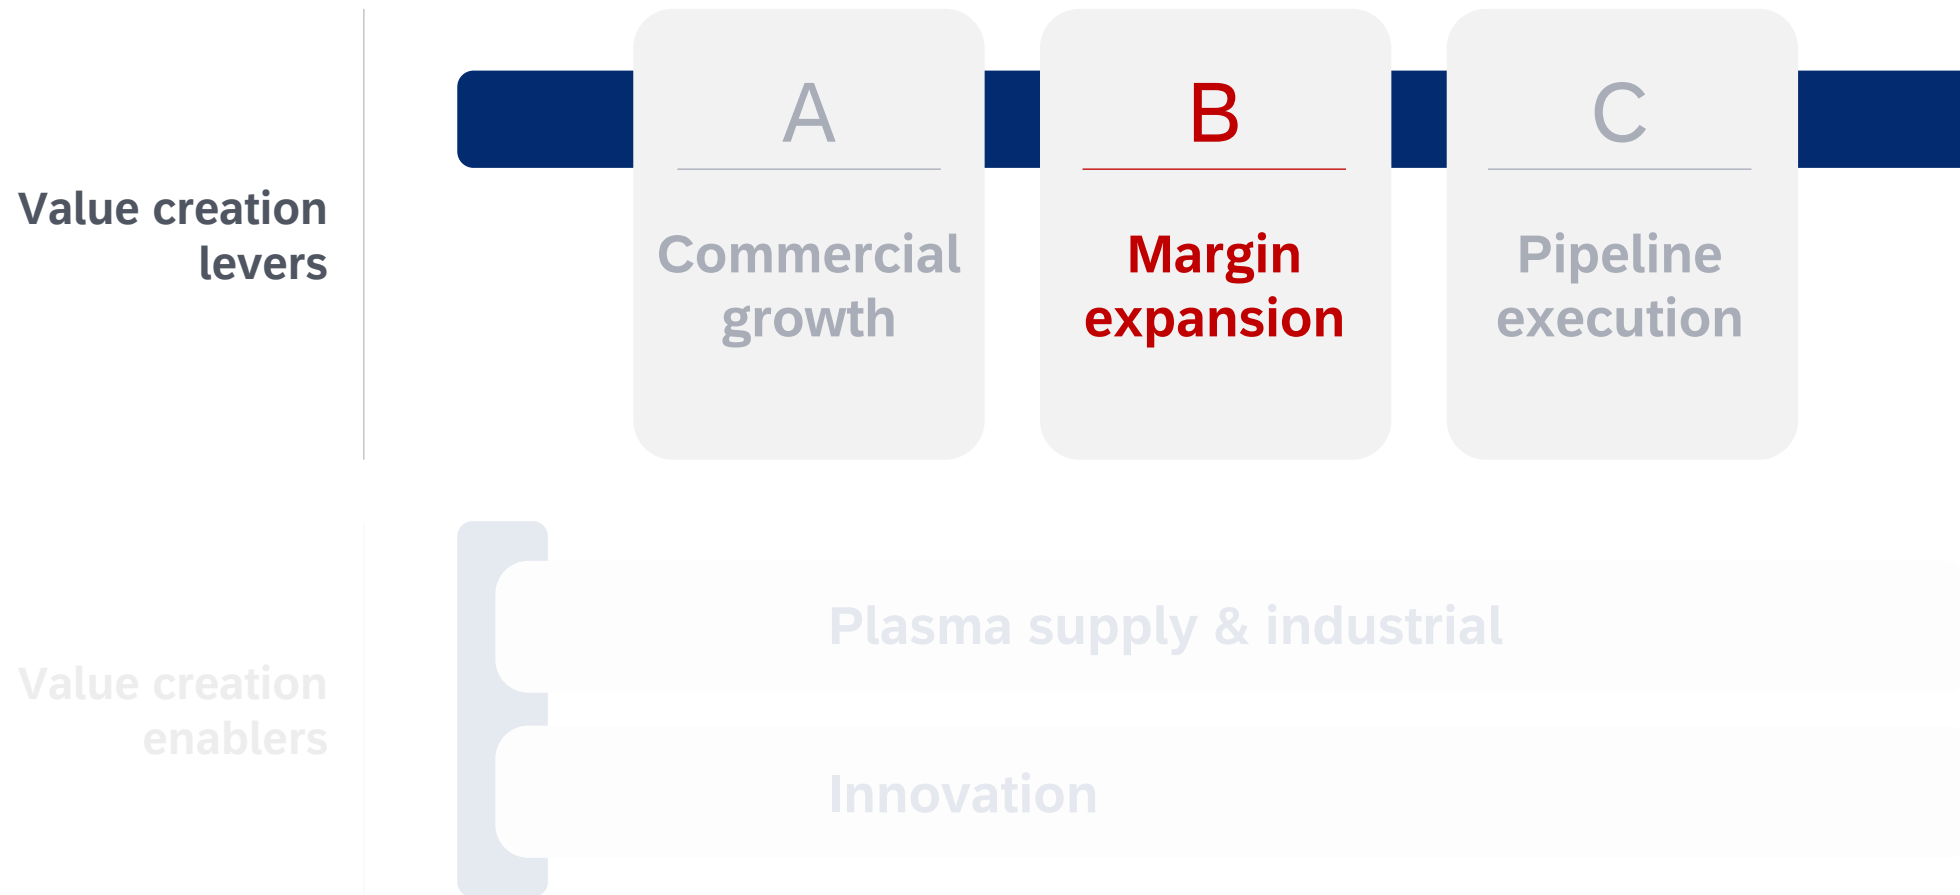 Value creation
levers
A
Commercial
growth
B
Margin
expansion
C
Pipeline
execution
Value creation
enablers
Plasma supply & industrial
Innovation